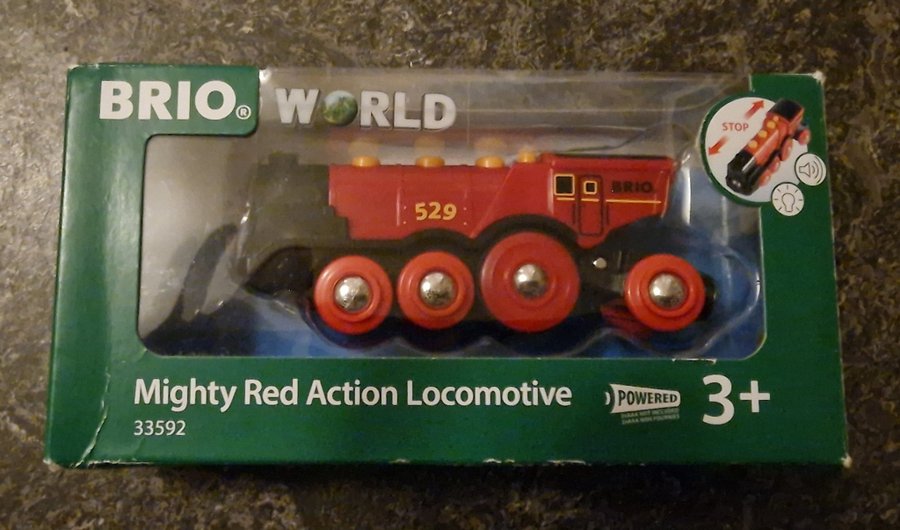 BRIO®
WORLD
STOP
BRIO
529
Mighty Red Action Locomotive
33592
POWERED
3+